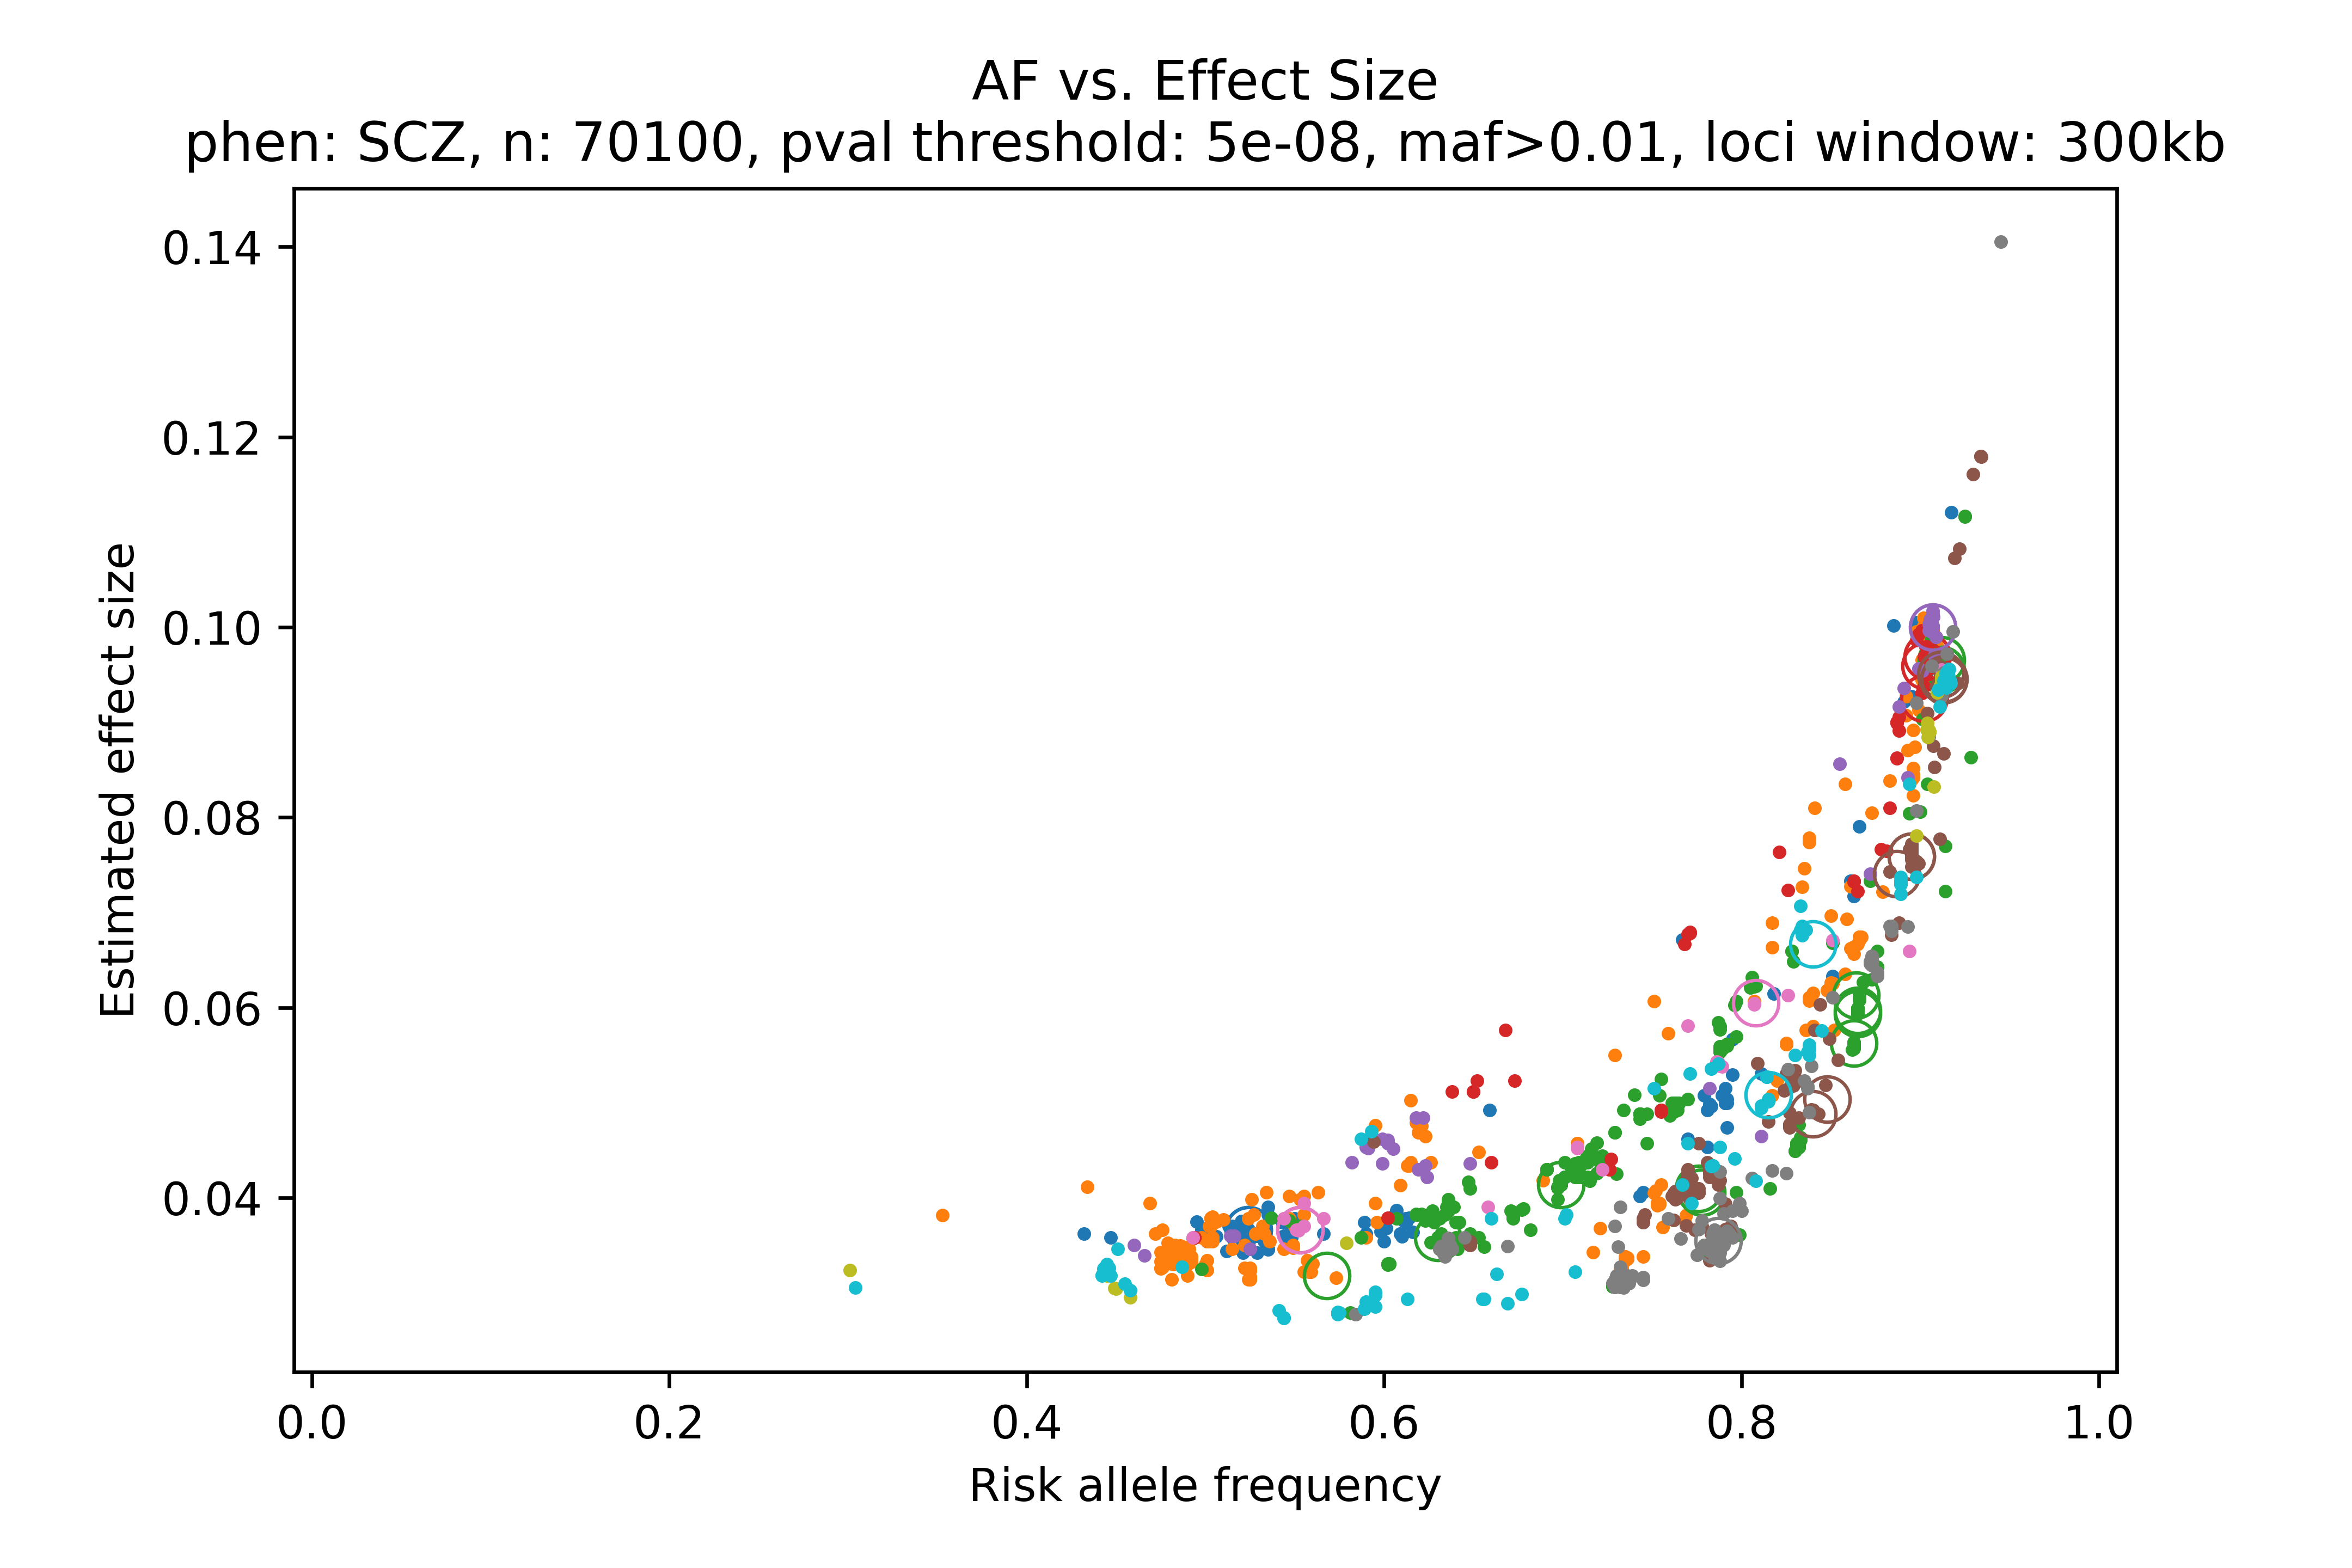 AF vs. Effect Size
phen: SCZ, n: 70100, pval threshold: 5e-08, maf>0.01, loci window: 300kb
0.14
0.12
0.10
0.08
0.06
0.04
Estimated effect size
0.0 0.2 0.4 0.6 0.8 1.0
Risk allele frequency